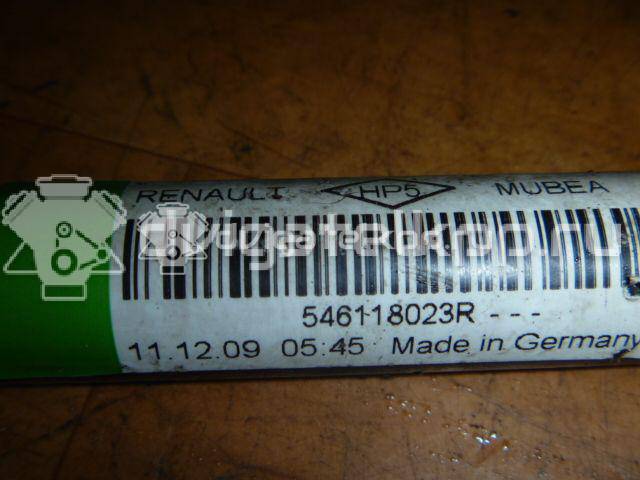 RENAULT HP5 MUBEA
546118023R - - -
11.12.09 05:45 Made in Germany